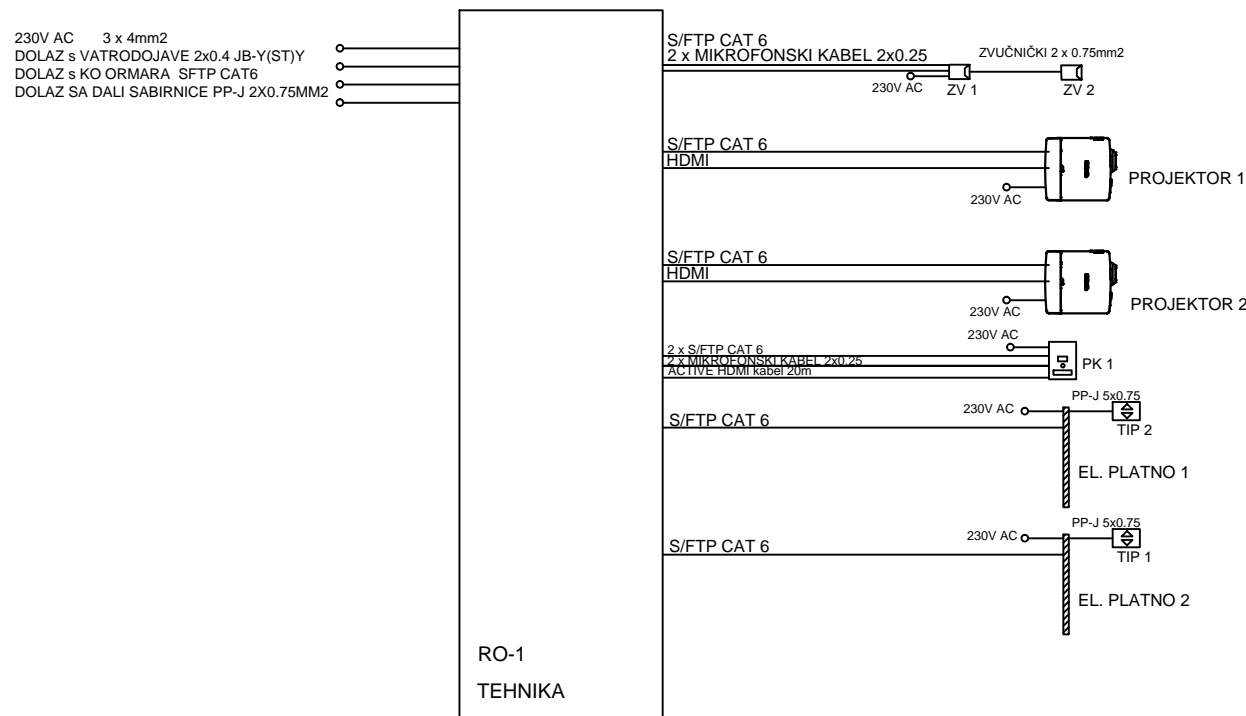 230V AC 3 x 4mm2
DOLAZ s VATRODOJAVE 2x0.4 JB-Y(ST)Y
DOLAZ s KO ORMARA SFTP CAT6
DOLAZ SA DALI SABIRNICE PP-J 2X0.75MM2
S/FTP CAT 6
2 x MIKROFONSKI KABEL 2x0.25
ZVUČNIČKI 2 x 0.75mm2
230V AC
ZV 1
ZV 2
S/FTP CAT 6
HDMI
230V AC
PROJEKTOR 1
S/FTP CAT 6
HDMI
230V AC
PROJEKTOR 2
230V AC
2 x S/FTP CAT 6
2 x MIKROFONSKI KABEL 2x0.25
ACTIVE HDMI kabel 20m
PK 1
PP-J 5x0.75
230V AC
S/FTP CAT 6
TIP 2
EL. PLATNO 1
PP-J 5x0.75
230V AC
S/FTP CAT 6
TIP 1
EL. PLATNO 2
RO-1
TEHNIKA